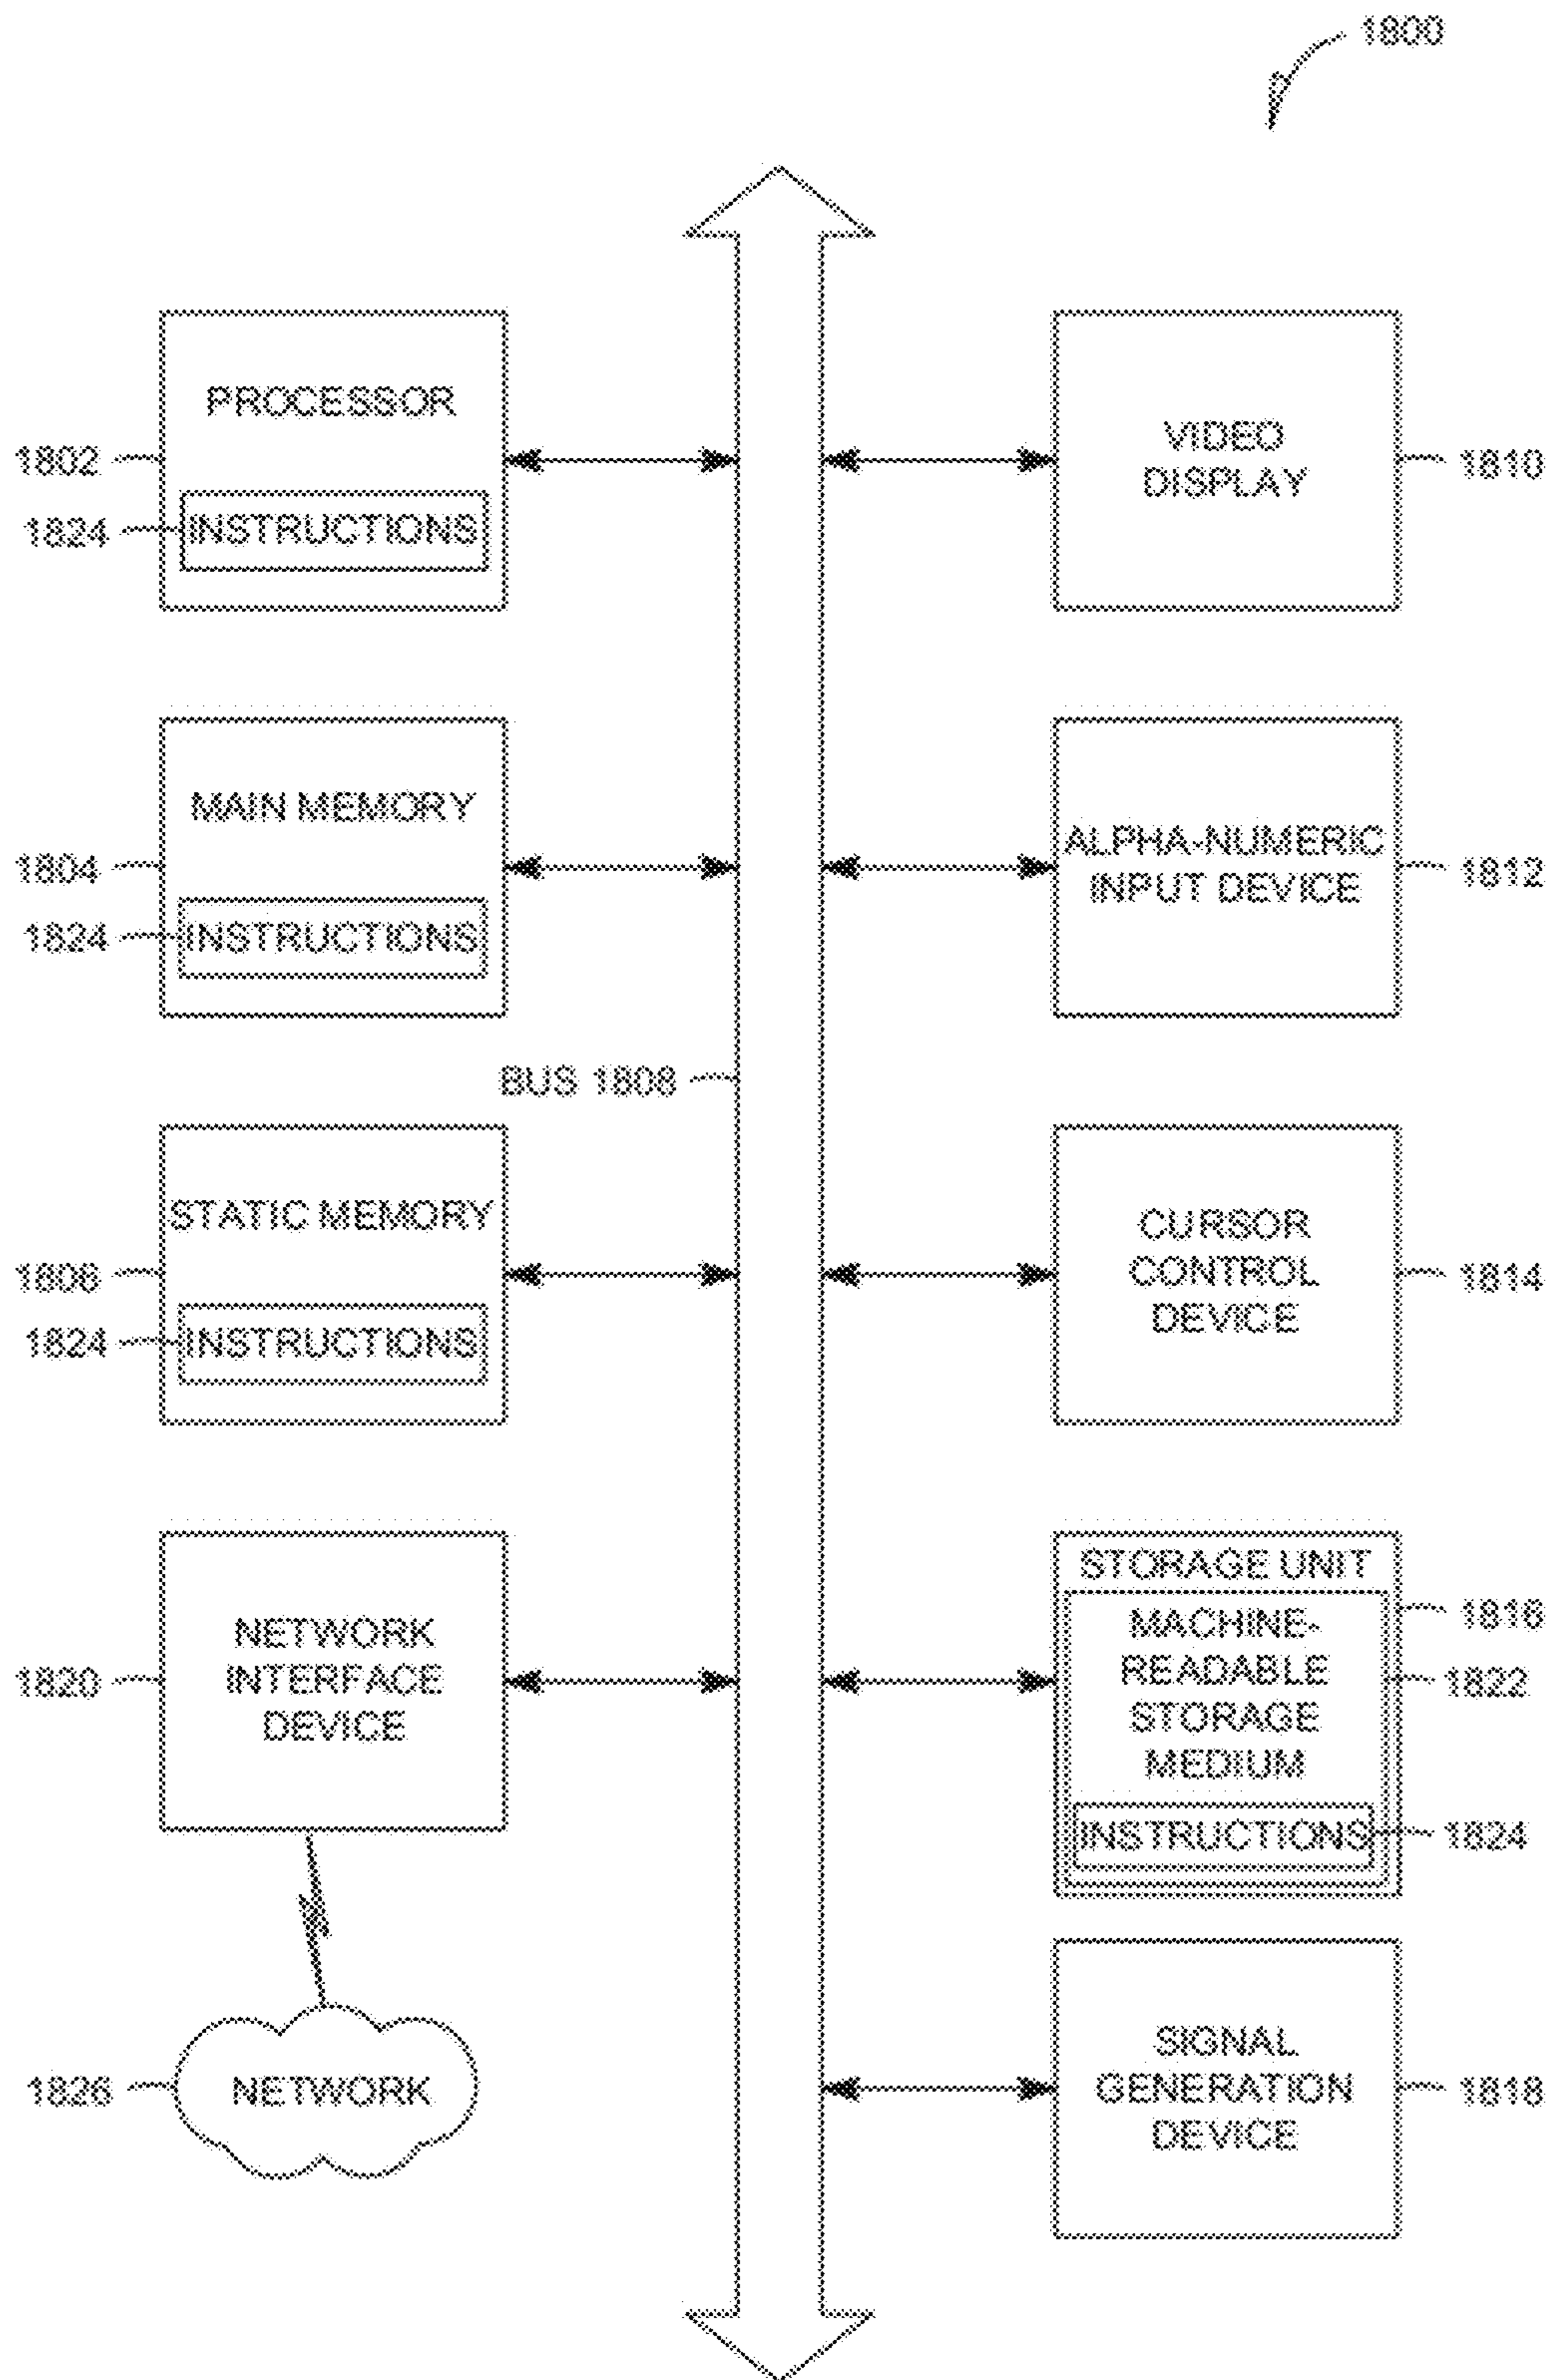 1800
PROCESSOR
1802
1824
INSTRUCTIONS
VIDEO
DISPLAY
1810
MAIN MEMORY
1804
1824
INSTRUCTIONS
ALPHA-NUMERIC
INPUT DEVICE
1812
BUS 1808
STATIC MEMORY
1806
1824
INSTRUCTIONS
CURSOR
CONTROL
DEVICE
1814
NETWORK
INTERFACE
DEVICE
1820
STORAGE UNIT
1816
MACHINE-
READABLE
STORAGE
MEDIUM
1822
INSTRUCTIONS
1824
1826
NETWORK
SIGNAL
GENERATION
DEVICE
1818